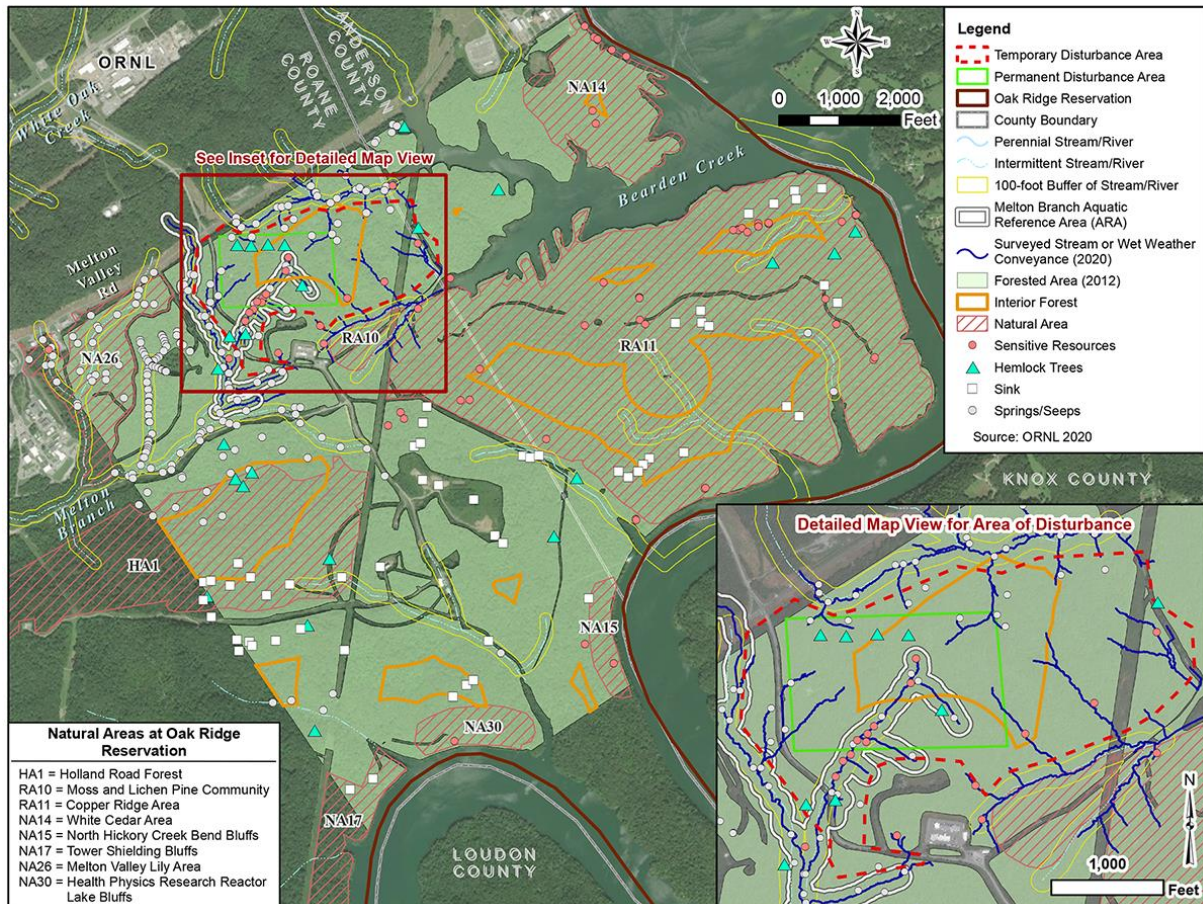 ORNL
White Oak
Creek
ANDERSON
COUNTY
ROANE
COUNTY
NA14
N
W
E
S
0 1,000 2,000
Feet
See Inset for Detailed Map View
Bearden Creek
Melton
Valley
Rd
NA26
RA10
RA11
Melton
Branch
HA1
NA15
NA30
NA17
KNOX COUNTY
LOUDON
COUNTY
Legend
Temporary Disturbance Area
Permanent Disturbance Area
Oak Ridge Reservation
County Boundary
Perennial Stream/River
Intermittent Stream/River
100-foot Buffer of Stream/River
Melton Branch Aquatic
Reference Area (ARA)
Surveyed Stream or Wet Weather
Conveyance (2020)
Forested Area (2012)
Interior Forest
Natural Area
Sensitive Resources
Hemlock Trees
Sink
Springs/Seeps
Source: ORNL 2020
Detailed Map View for Area of Disturbance
N
1,000
Feet
Natural Areas at Oak Ridge
Reservation
HA1 = Holland Road Forest
RA10 = Moss and Lichen Pine Community
RA11 = Copper Ridge Area
NA14 = White Cedar Area
NA15 = North Hickory Creek Bend Bluffs
NA17 = Tower Shielding Bluffs
NA26 = Melton Valley Lily Area
NA30 = Health Physics Research Reactor
Lake Bluffs